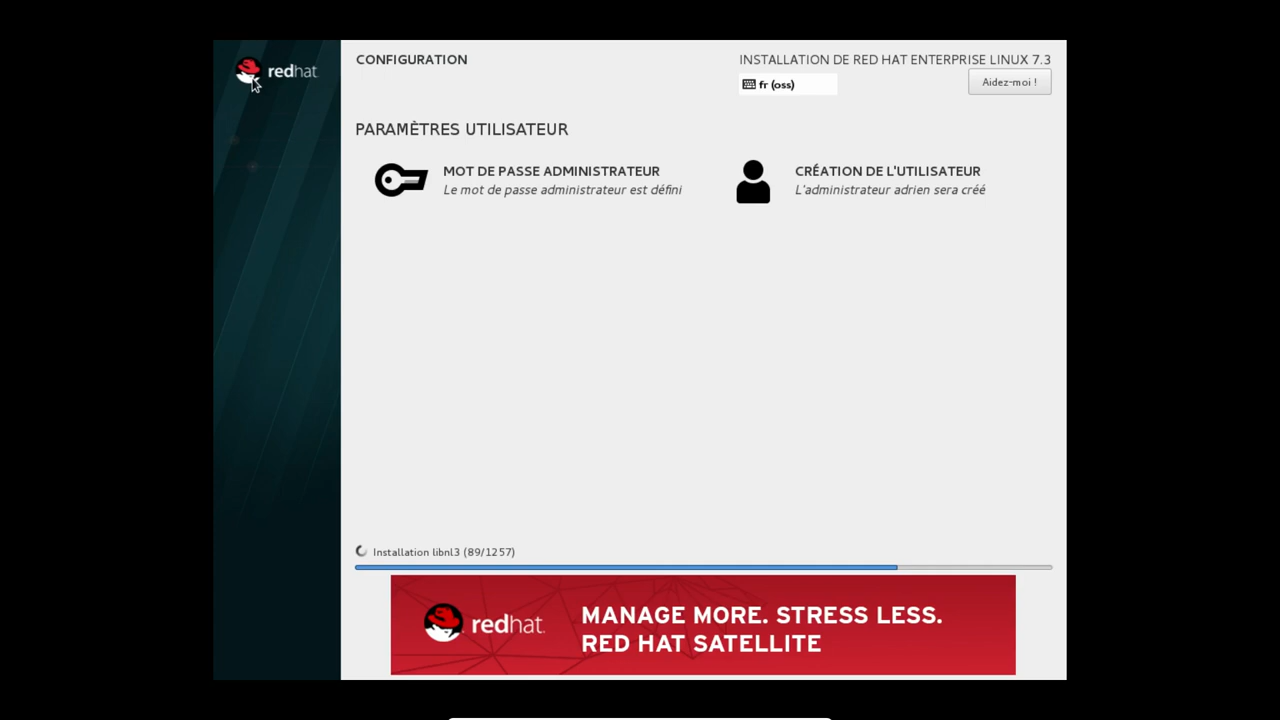 redhat.
CONFIGURATION
INSTALLATION DE RED HAT ENTERPRISE LINUX 7.3
fr (oss)
Aidez-moi !
PARAMÈTRES UTILISATEUR
MOT DE PASSE ADMINISTRATEUR
Le mot de passe administrateur est défini
CRÉATION DE L'UTILISATEUR
L'administrateur adrien sera créé
Installation libnl3 (89/1257)
redhat.
MANAGE MORE. STRESS LESS.
RED HAT SATELLITE